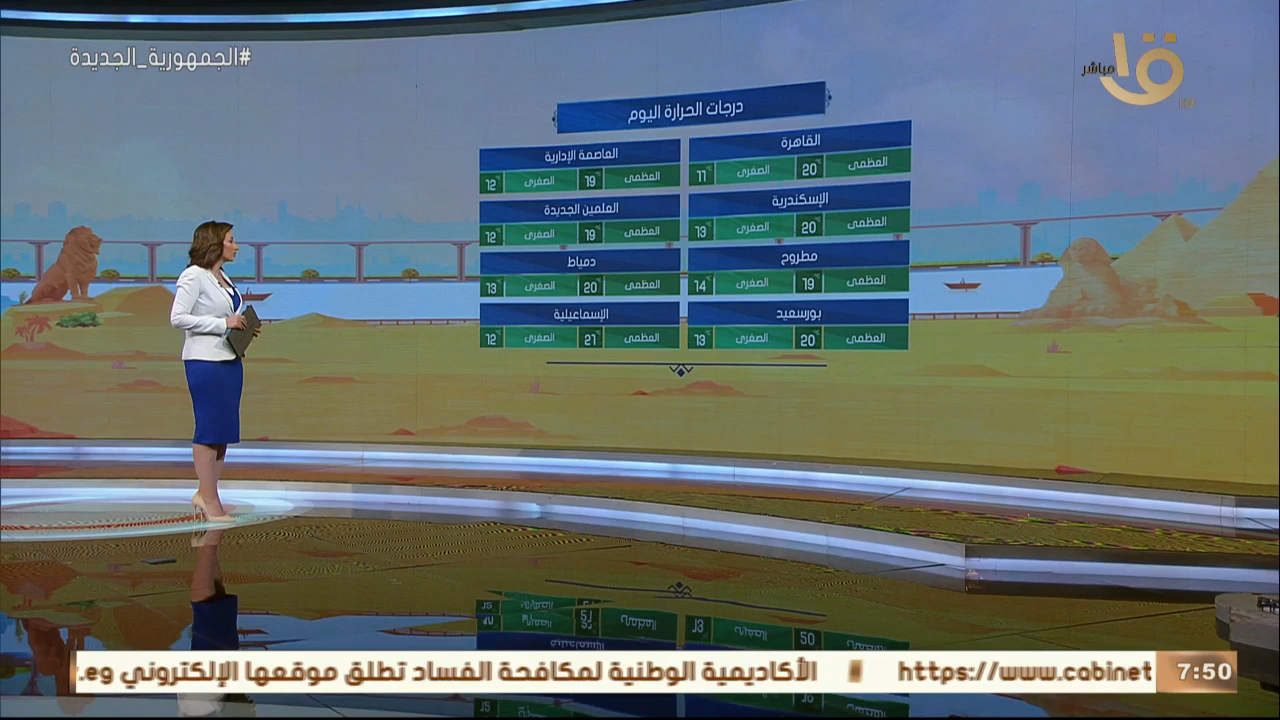 #الجمهورية_الجديدة
مباشر
درجات الحرارة اليوم
القاهرة
العظمى 20 الصغرى 11
العاصمة الإدارية
العظمى 19 الصغرى 12
الإسكندرية
العظمى 20 الصغرى 13
العلمين الجديدة
العظمى 19 الصغرى 12
مطروح
العظمى 19 الصغرى 14
دمياط
العظمى 20 الصغرى 13
بورسعيد
العظمى 20 الصغرى 13
الإسماعيلية
العظمى 21 الصغرى 12
7:50
https://www.cabinet
الأكاديمية الوطنية لمكافحة الفساد تطلق موقعها الإلكتروني
.eg